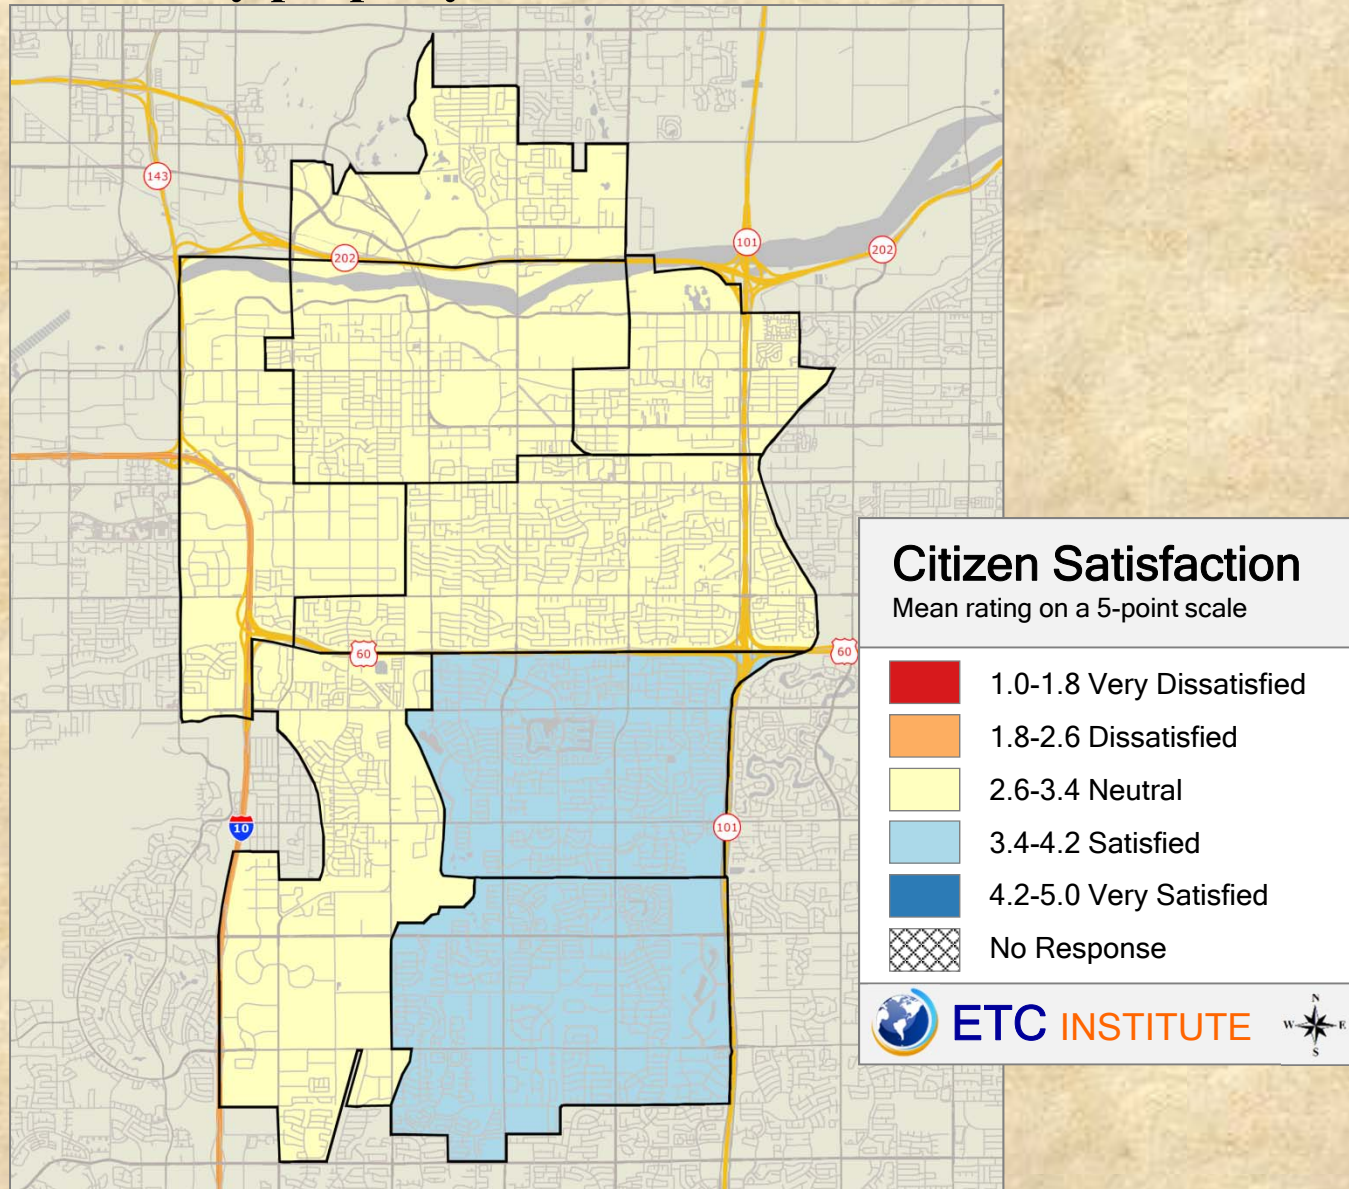 143
202
101
202
Citizen Satisfaction
Mean rating on a 5-point scale
60
60
1.0-1.8 Very Dissatisfied
1.8-2.6 Dissatisfied
2.6-3.4 Neutral
10
101
3.4-4.2 Satisfied
4.2-5.0 Very Satisfied
No Response
ETC INSTITUTE
N
W E
S